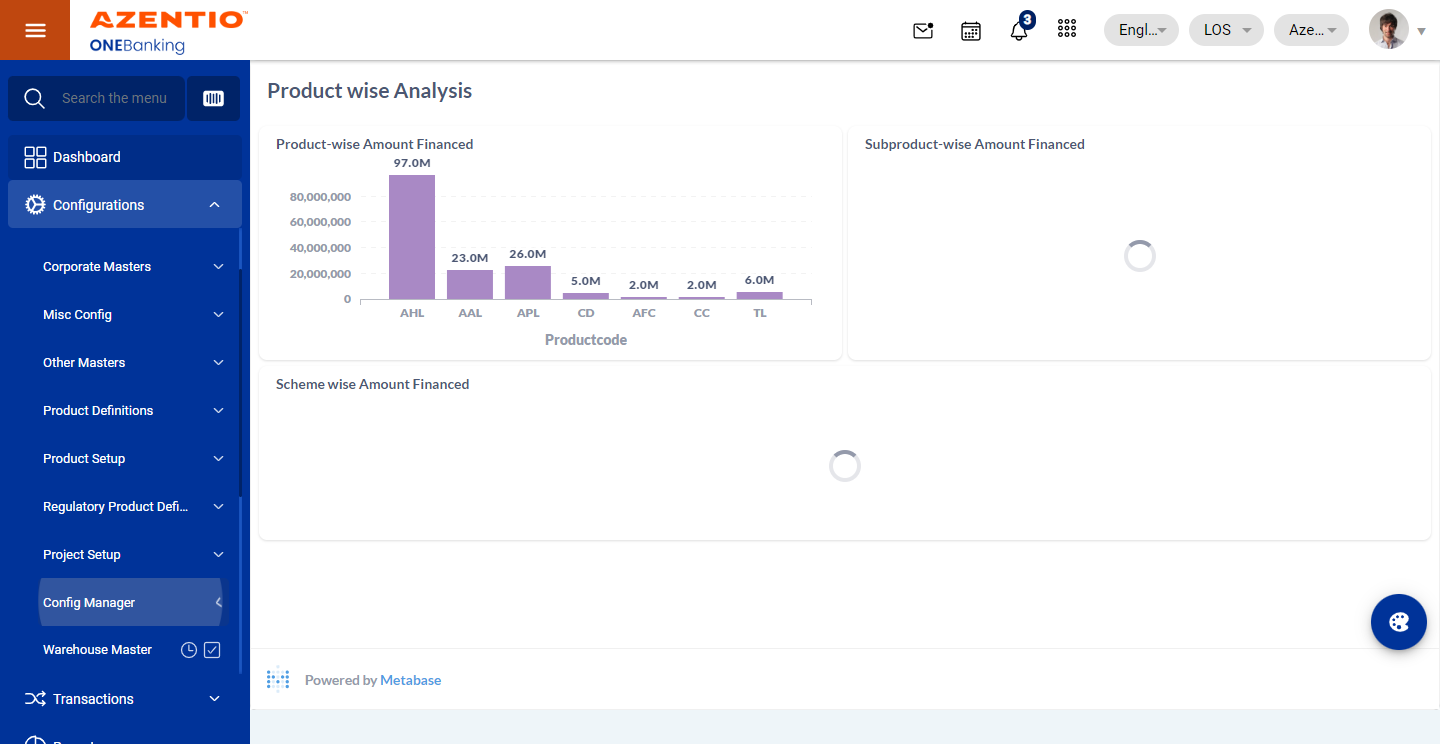 AZENTIO™
ONEBanking
3
Engl...
LOS
Aze...
Search the menu
Dashboard
Configurations
Corporate Masters
Misc Config
Other Masters
Product Definitions
Product Setup
Regulatory Product Defi...
Project Setup
Config Manager
Warehouse Master
Transactions
Product wise Analysis
Product-wise Amount Financed
97.0M
80,000,000
60,000,000
40,000,000
20,000,000
0
23.0M
26.0M
5.0M
2.0M
2.0M
6.0M
AHL AAL APL CD AFC CC TL
Productcode
Subproduct-wise Amount Financed
Scheme wise Amount Financed
Powered by Metabase